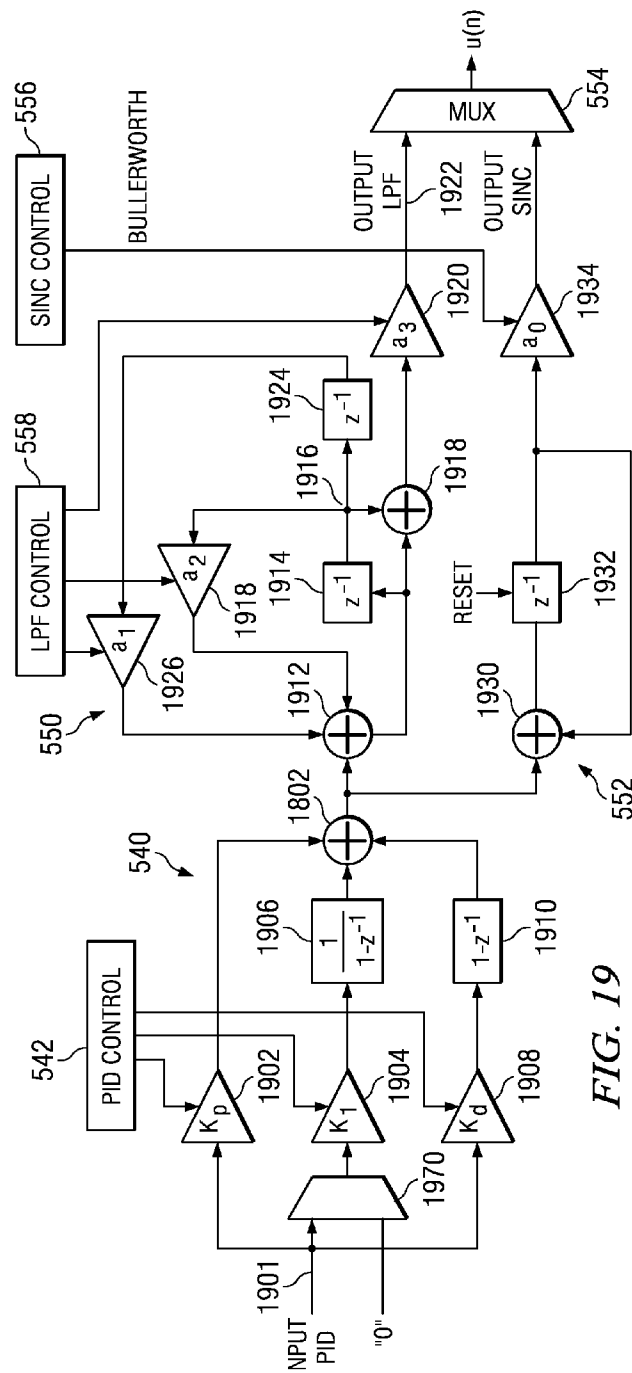 556
SINC CONTROL
BULLERWORTH
558
LPF CONTROL
550
a1
1926
a2
1918
1916
z⁻¹
1924
z⁻¹
1914
1912
1918
a3
1920
OUTPUT
LPF
1922
MUX
u(n)
554
OUTPUT
SINC
a0
1934
RESET
z⁻¹
1932
1930
552
542
PID CONTROL
540
1802
Kp
1902
1
1-z⁻¹
1906
K1
1904
Kd
1908
1-z⁻¹
1910
1970
1901
NPUT
PID
"0"
FIG. 19